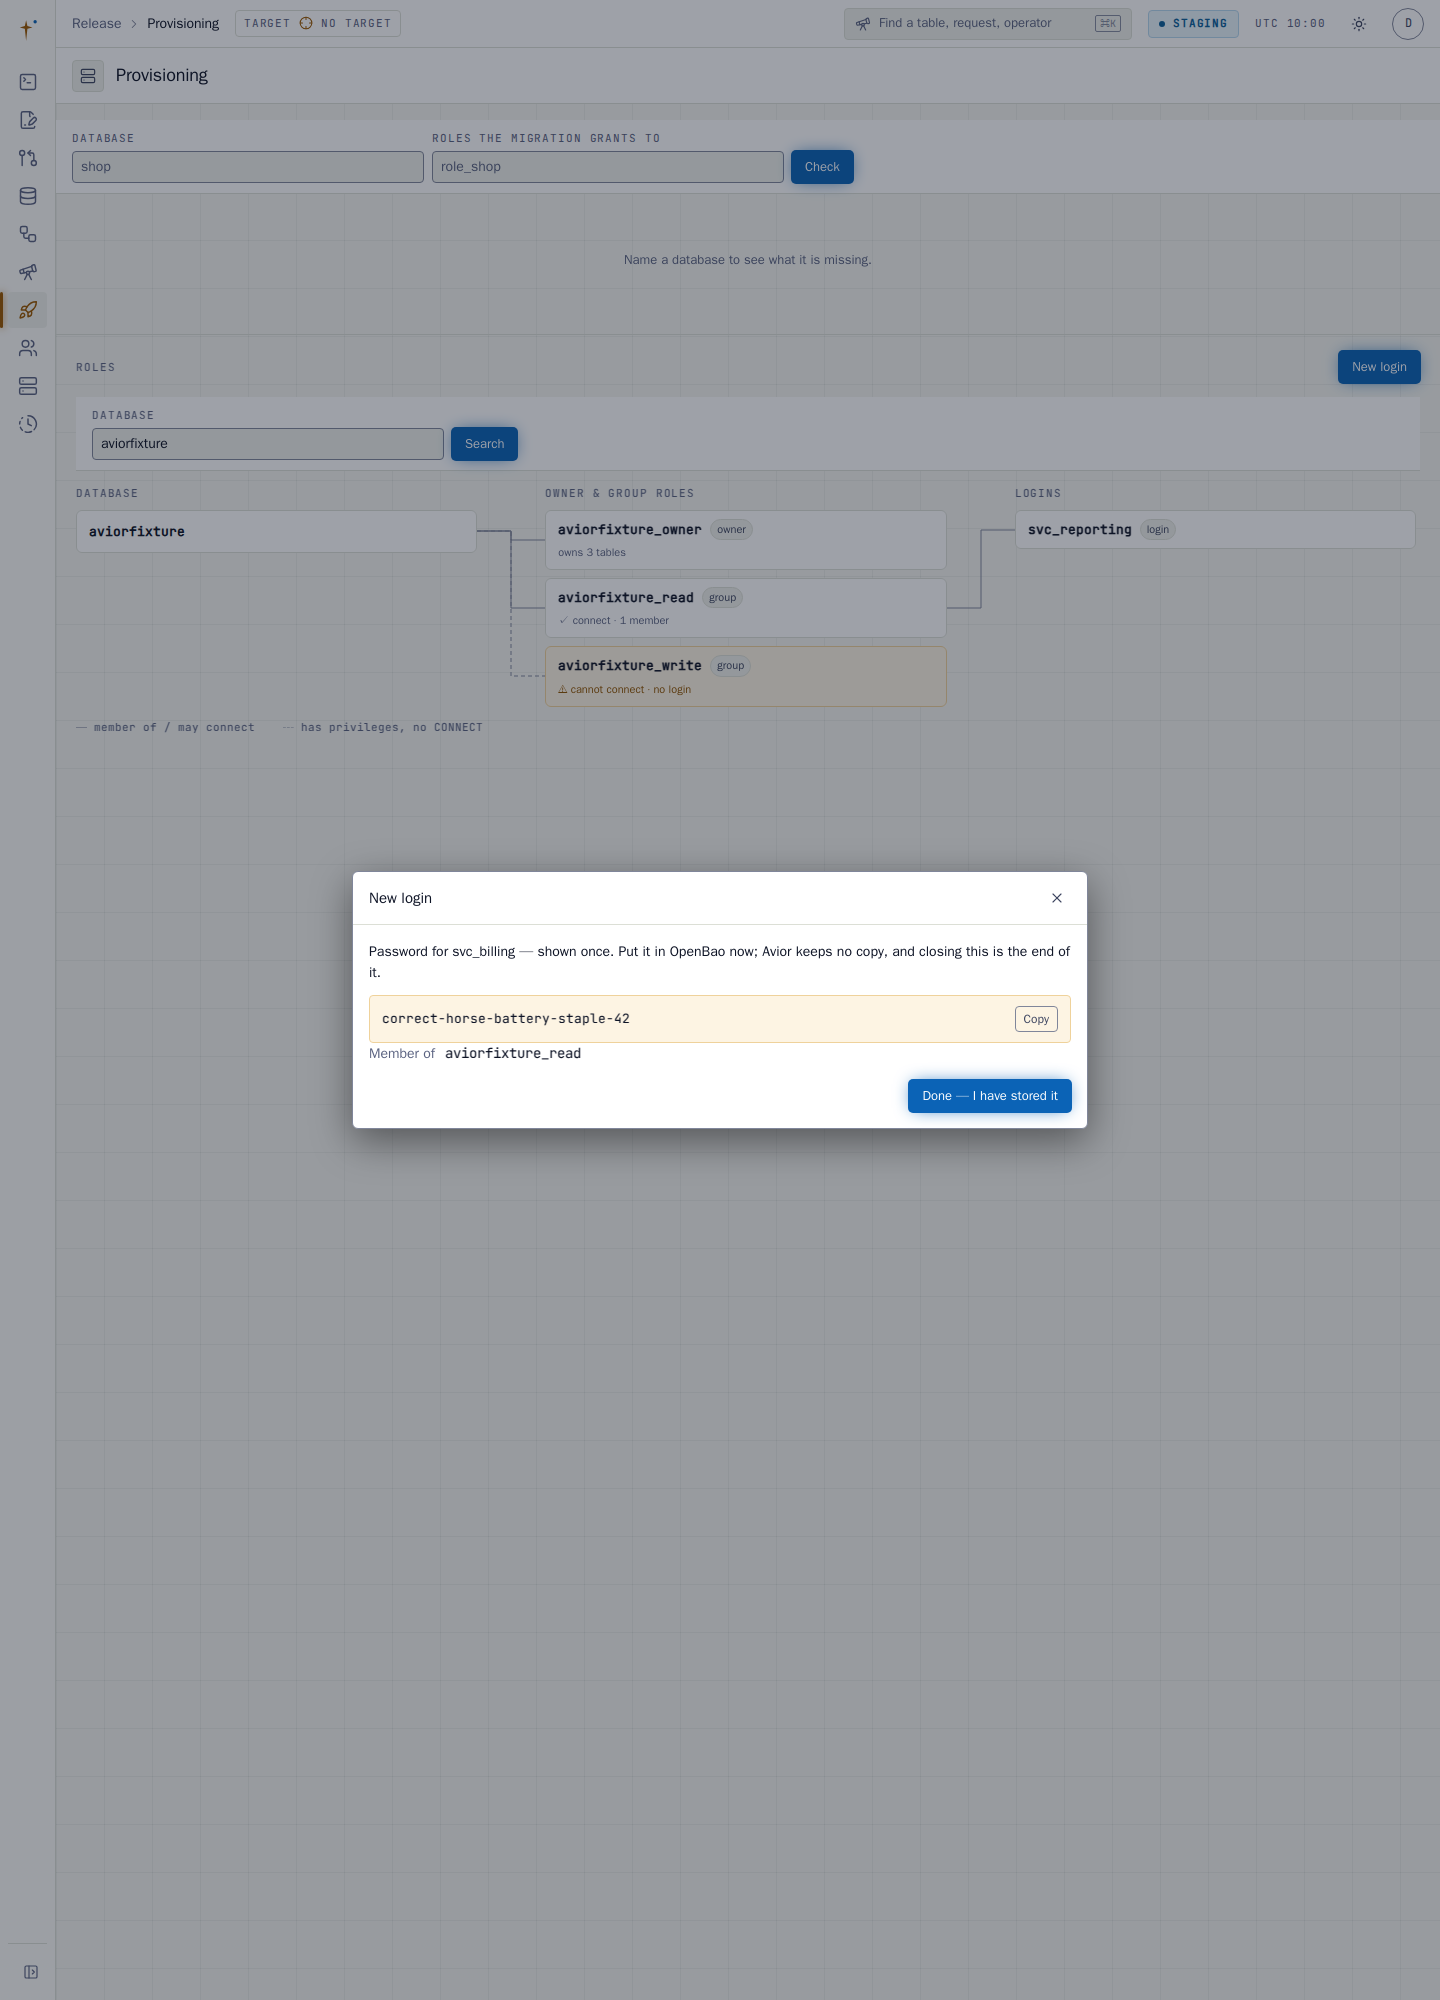 Release > Provisioning
TARGET NO TARGET
Find a table, request, operator
⌘K
STAGING
UTC 10:00
D
Provisioning
DATABASE
ROLES THE MIGRATION GRANTS TO
shop
role_shop
Check
Name a database to see what it is missing.
ROLES
New login
DATABASE
aviorfixture
Search
DATABASE
OWNER & GROUP ROLES
LOGINS
aviorfixture
aviorfixture_owner owner
owns 3 tables
svc_reporting login
aviorfixture_read group
✓ connect · 1 member
aviorfixture_write group
⚠ cannot connect · no login
— member of / may connect
--- has privileges, no CONNECT
New login
Password for svc_billing — shown once. Put it in OpenBao now; Avior keeps no copy, and closing this is the end of
it.
correct-horse-battery-staple-42
Copy
Member of aviorfixture_read
Done — I have stored it